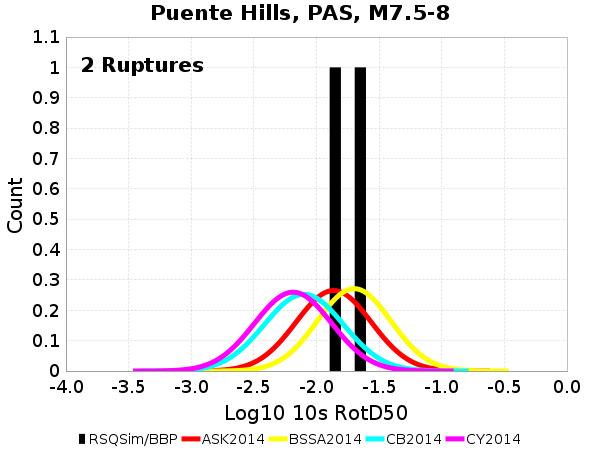 Puente Hills, PAS, M7.5-8
2 Ruptures
Count
1.1
1
0.9
0.8
0.7
0.6
0.5
0.4
0.3
0.2
0.1
0
-4.0 -3.5 -3.0 -2.5 -2.0 -1.5 -1.0 -0.5 0.0
Log10 10s RotD50
RSQSim/BBP ASK2014 BSSA2014 CB2014 CY2014